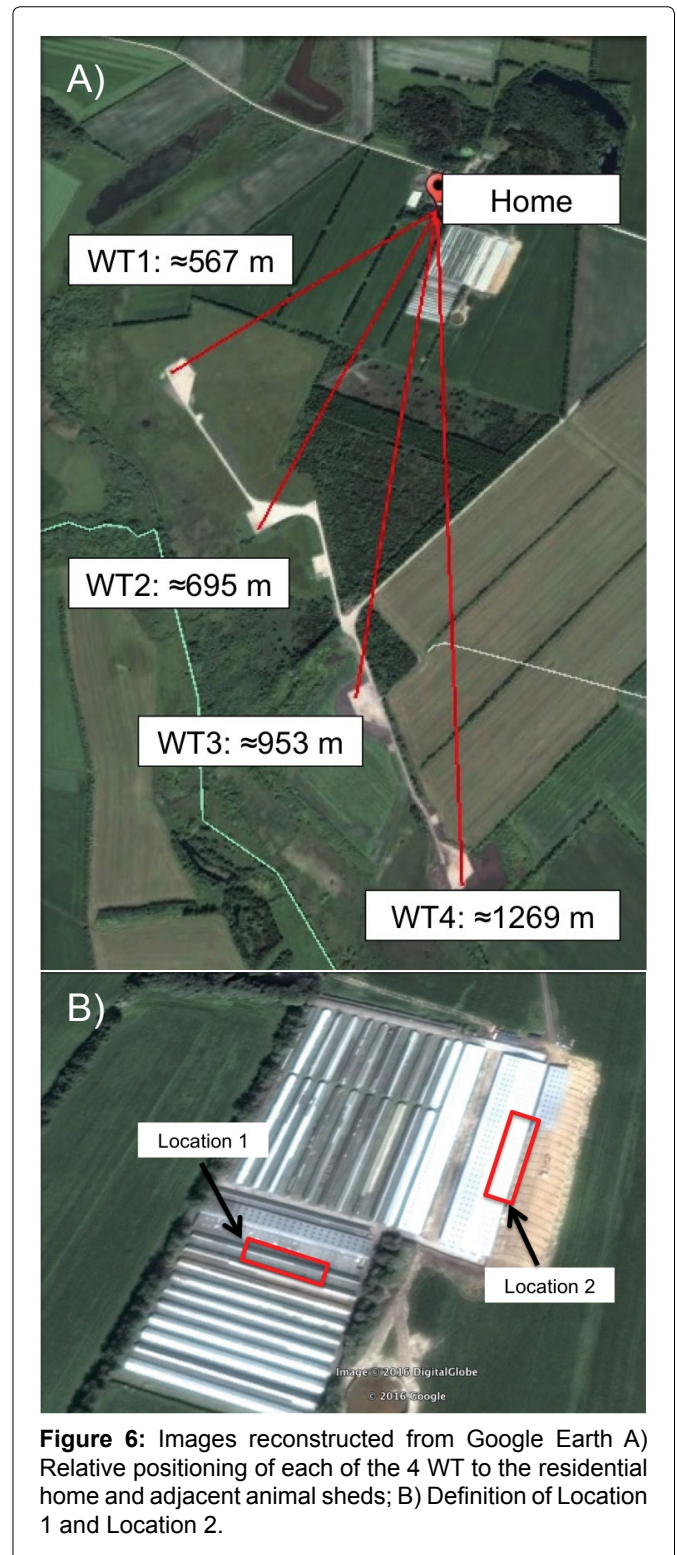 A)
Home
WT1: ≈567 m
WT2: ≈695 m
WT3: ≈953 m
WT4: ≈1269 m
B)
Location 1
Location 2
Image © 2016 DigitalGlobe
© 2016 Google
Figure 6: Images reconstructed from Google Earth A)
Relative positioning of each of the 4 WT to the residential
home and adjacent animal sheds; B) Definition of Location
1 and Location 2.